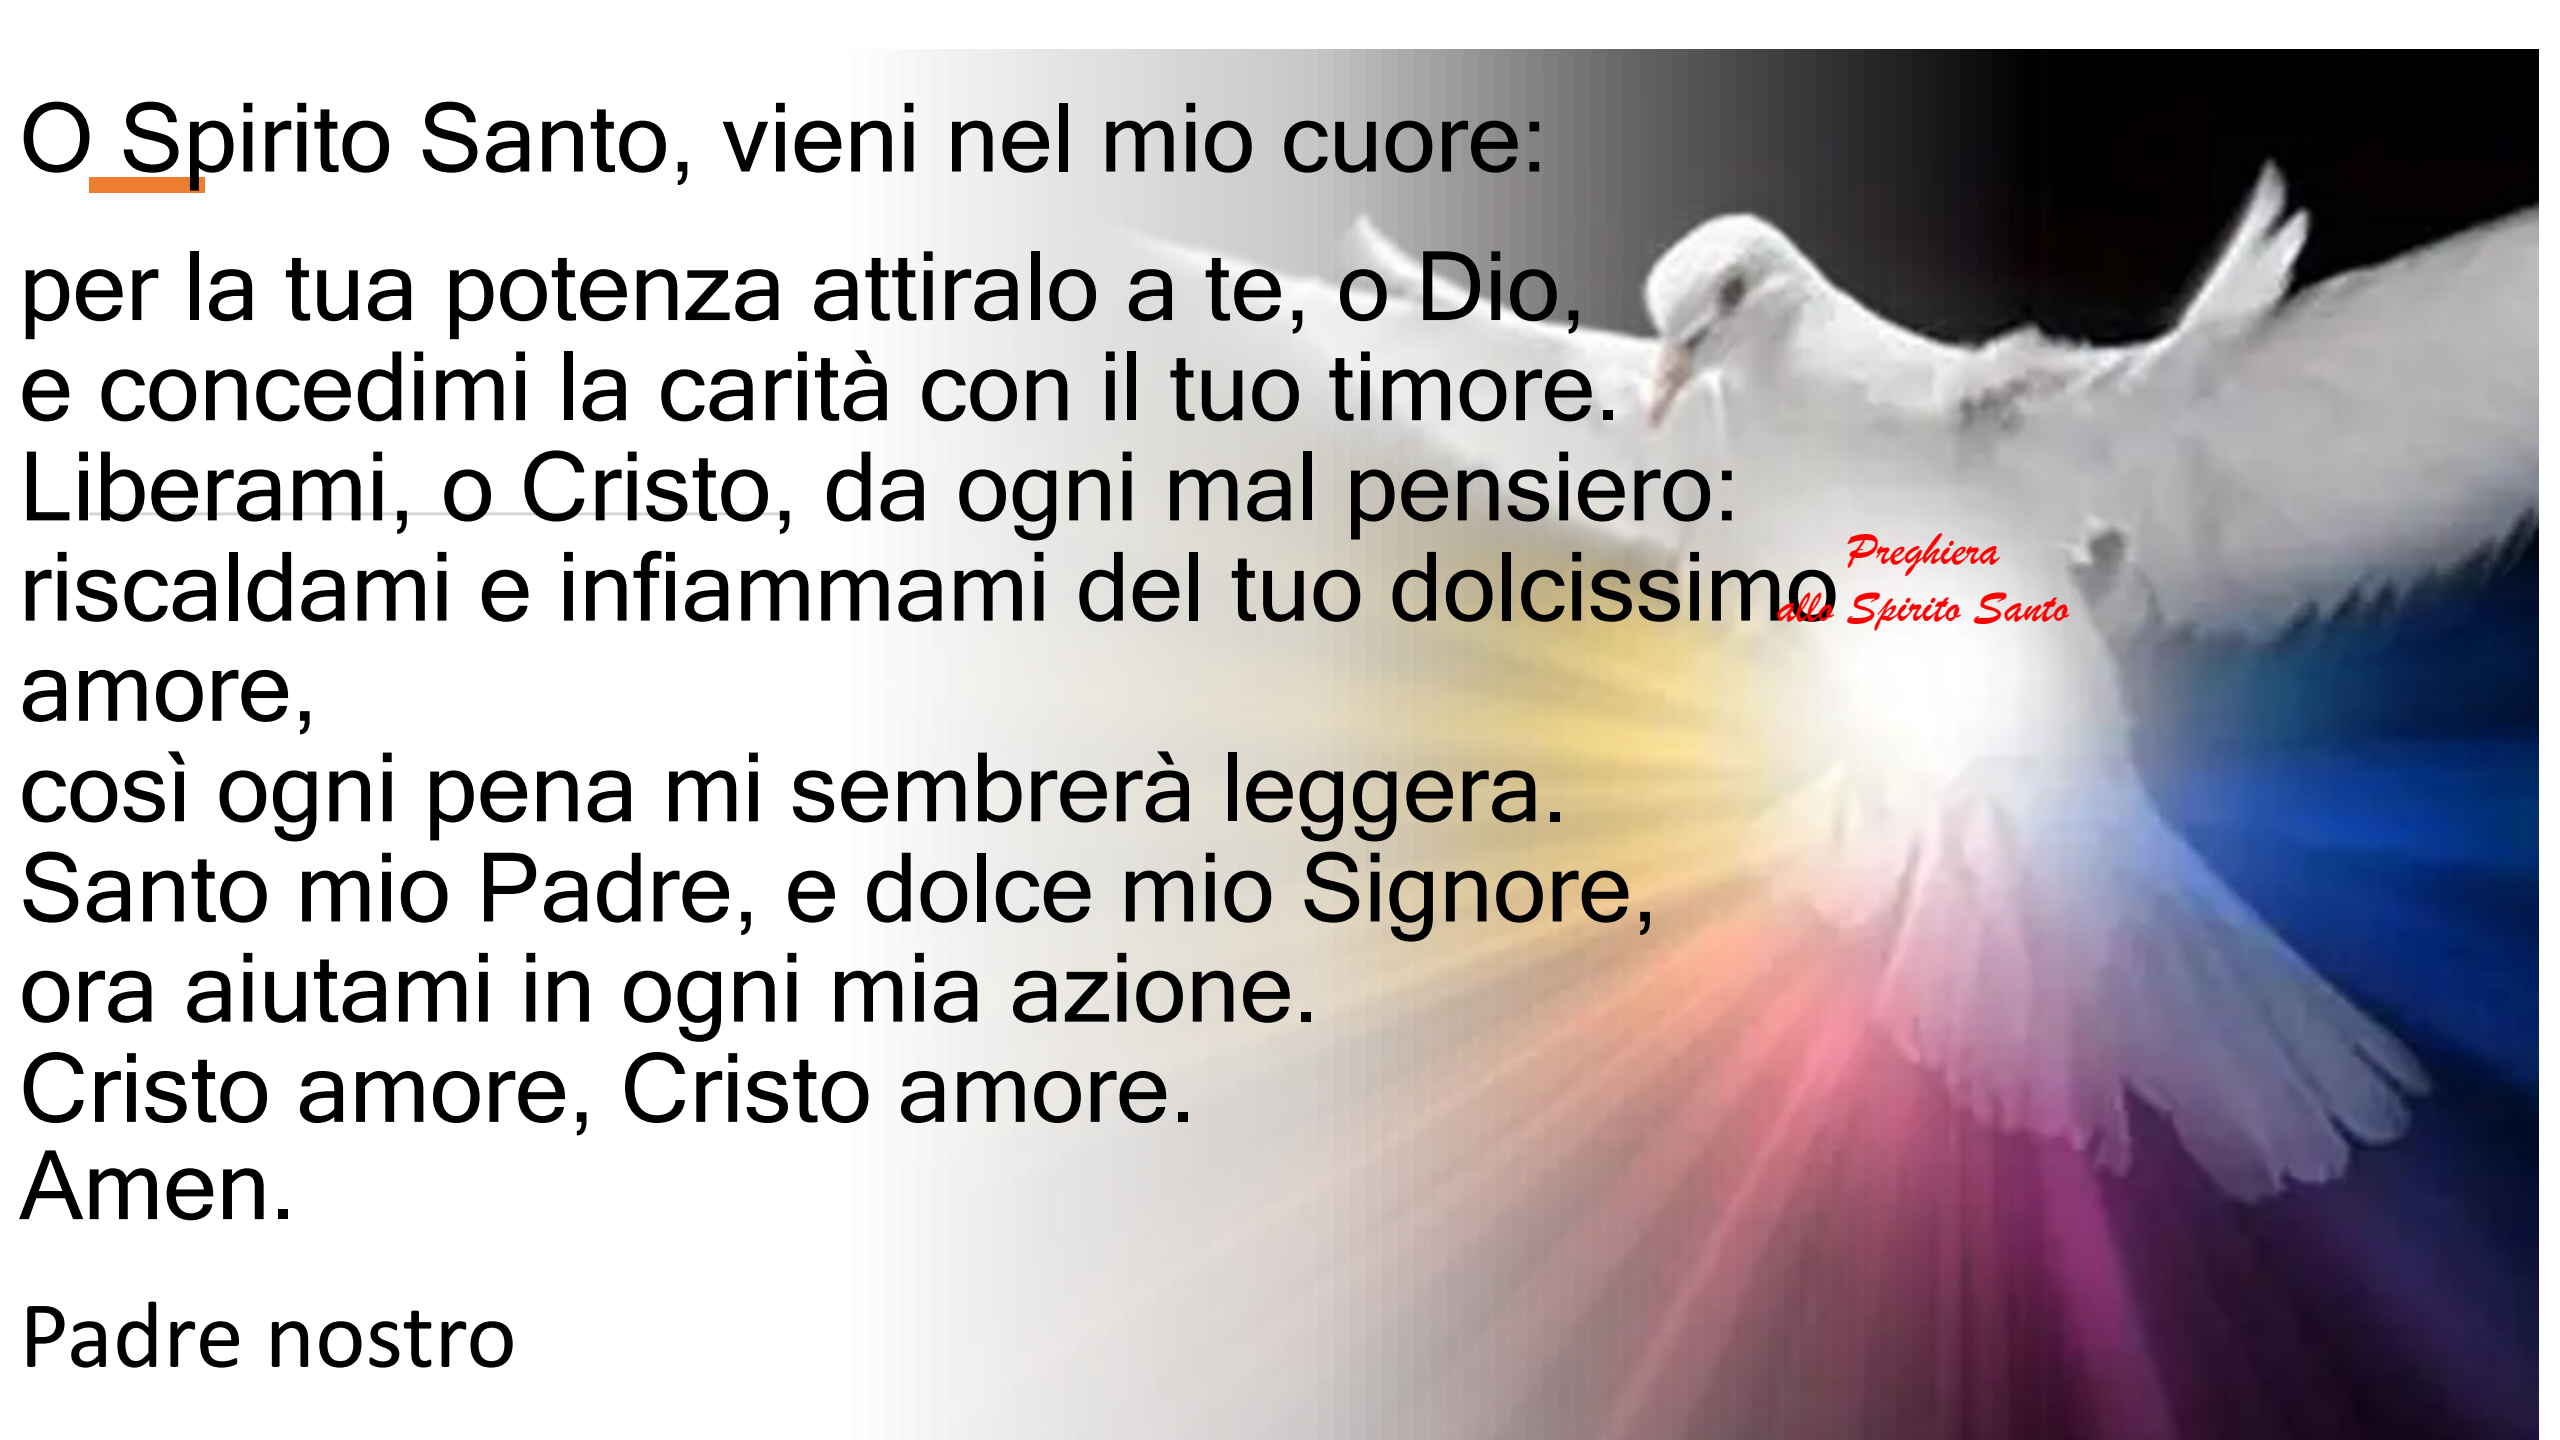 O Spirito Santo, vieni nel mio cuore:
per la tua potenza attiralo a te, o Dio,
e concedimi la carità con il tuo timore.
Liberami, o Cristo, da ogni mal pensiero:
riscaldami e infiammami del tuo dolcissimo
amore,
così ogni pena mi sembrerà leggera.
Santo mio Padre, e dolce mio Signore,
ora aiutami in ogni mia azione.
Cristo amore, Cristo amore.
Amen.
Padre nostro
Preghiera
allo Spirito Santo